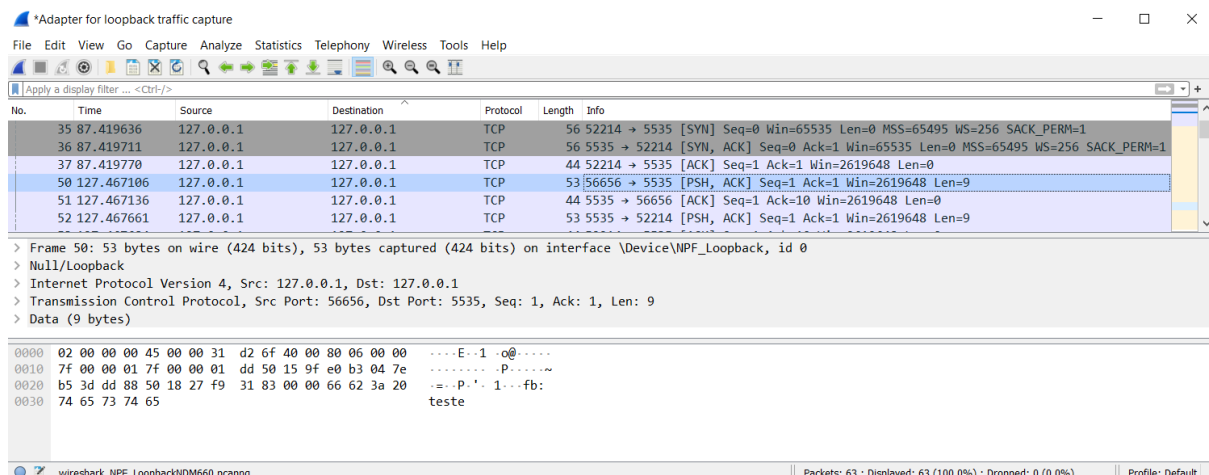 *Adapter for loopback traffic capture
File Edit View Go Capture Analyze Statistics Telephony Wireless Tools Help
Apply a display filter ... <Ctrl-/>
No. Time Source Destination Protocol Length Info
35 87.419636 127.0.0.1 127.0.0.1 TCP 56 52214 → 5535 [SYN] Seq=0 Win=65535 Len=0 MSS=65495 WS=256 SACK_PERM=1
36 87.419711 127.0.0.1 127.0.0.1 TCP 56 5535 → 52214 [SYN, ACK] Seq=0 Ack=1 Win=65535 Len=0 MSS=65495 WS=256 SACK_PERM=1
37 87.419770 127.0.0.1 127.0.0.1 TCP 44 52214 → 5535 [ACK] Seq=1 Ack=1 Win=2619648 Len=0
50 127.467106 127.0.0.1 127.0.0.1 TCP 53 56656 → 5535 [PSH, ACK] Seq=1 Ack=1 Win=2619648 Len=9
51 127.467136 127.0.0.1 127.0.0.1 TCP 44 5535 → 56656 [ACK] Seq=1 Ack=10 Win=2619648 Len=0
52 127.467661 127.0.0.1 127.0.0.1 TCP 53 5535 → 52214 [PSH, ACK] Seq=1 Ack=1 Win=2619648 Len=9
> Frame 50: 53 bytes on wire (424 bits), 53 bytes captured (424 bits) on interface \Device\NPF_Loopback, id 0
> Null/Loopback
> Internet Protocol Version 4, Src: 127.0.0.1, Dst: 127.0.0.1
> Transmission Control Protocol, Src Port: 56656, Dst Port: 5535, Seq: 1, Ack: 1, Len: 9
> Data (9 bytes)
0000 02 00 00 00 45 00 00 31 d2 6f 40 00 80 06 00 00 ····E··1 ·o@·····
0010 7f 00 00 01 7f 00 00 01 dd 50 15 9f e0 b3 04 7e ········ ·P·····~
0020 b5 3d dd 88 50 18 27 f9 31 83 00 00 66 62 3a 20 ·=··P·'· 1···fb:
0030 74 65 73 74 65 teste
wireshark_NPF_LoopbackNDM660.pcapng Packets: 63 · Displayed: 63 (100.0%) · Dropped: 0 (0.0%) Profile: Default